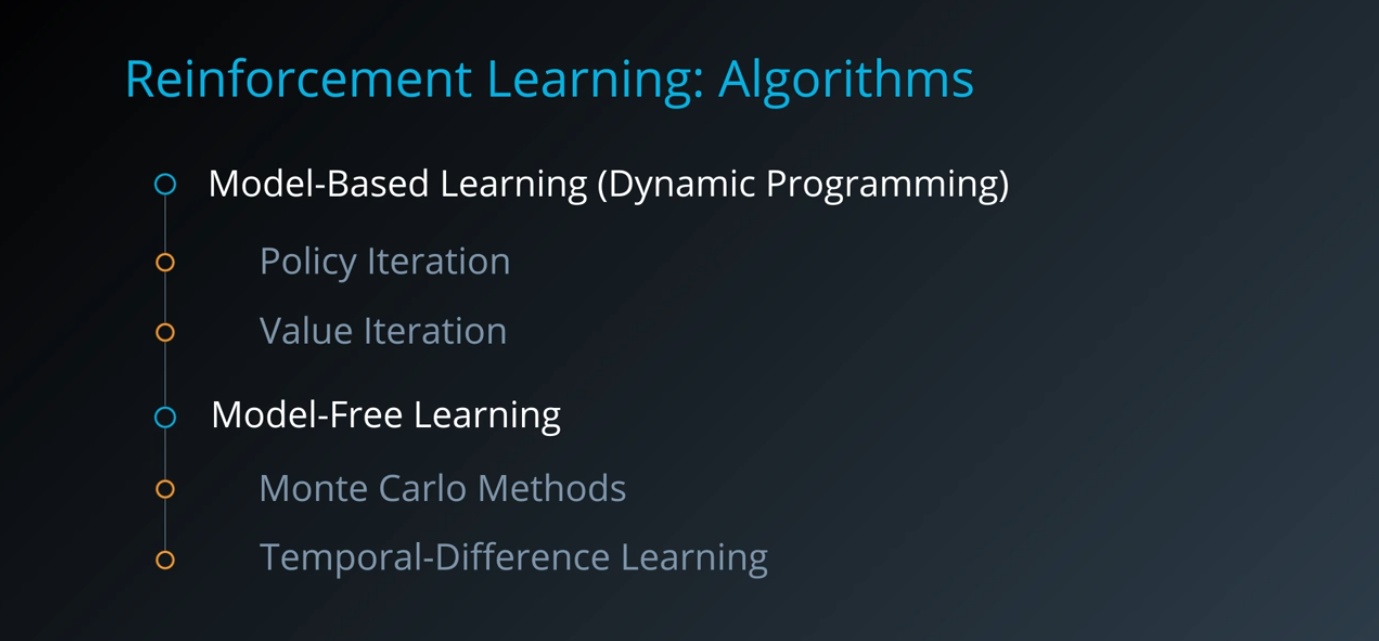 Reinforcement Learning: Algorithms
Model-Based Learning (Dynamic Programming)
Policy Iteration
Value Iteration
Model-Free Learning
Monte Carlo Methods
Temporal-Difference Learning